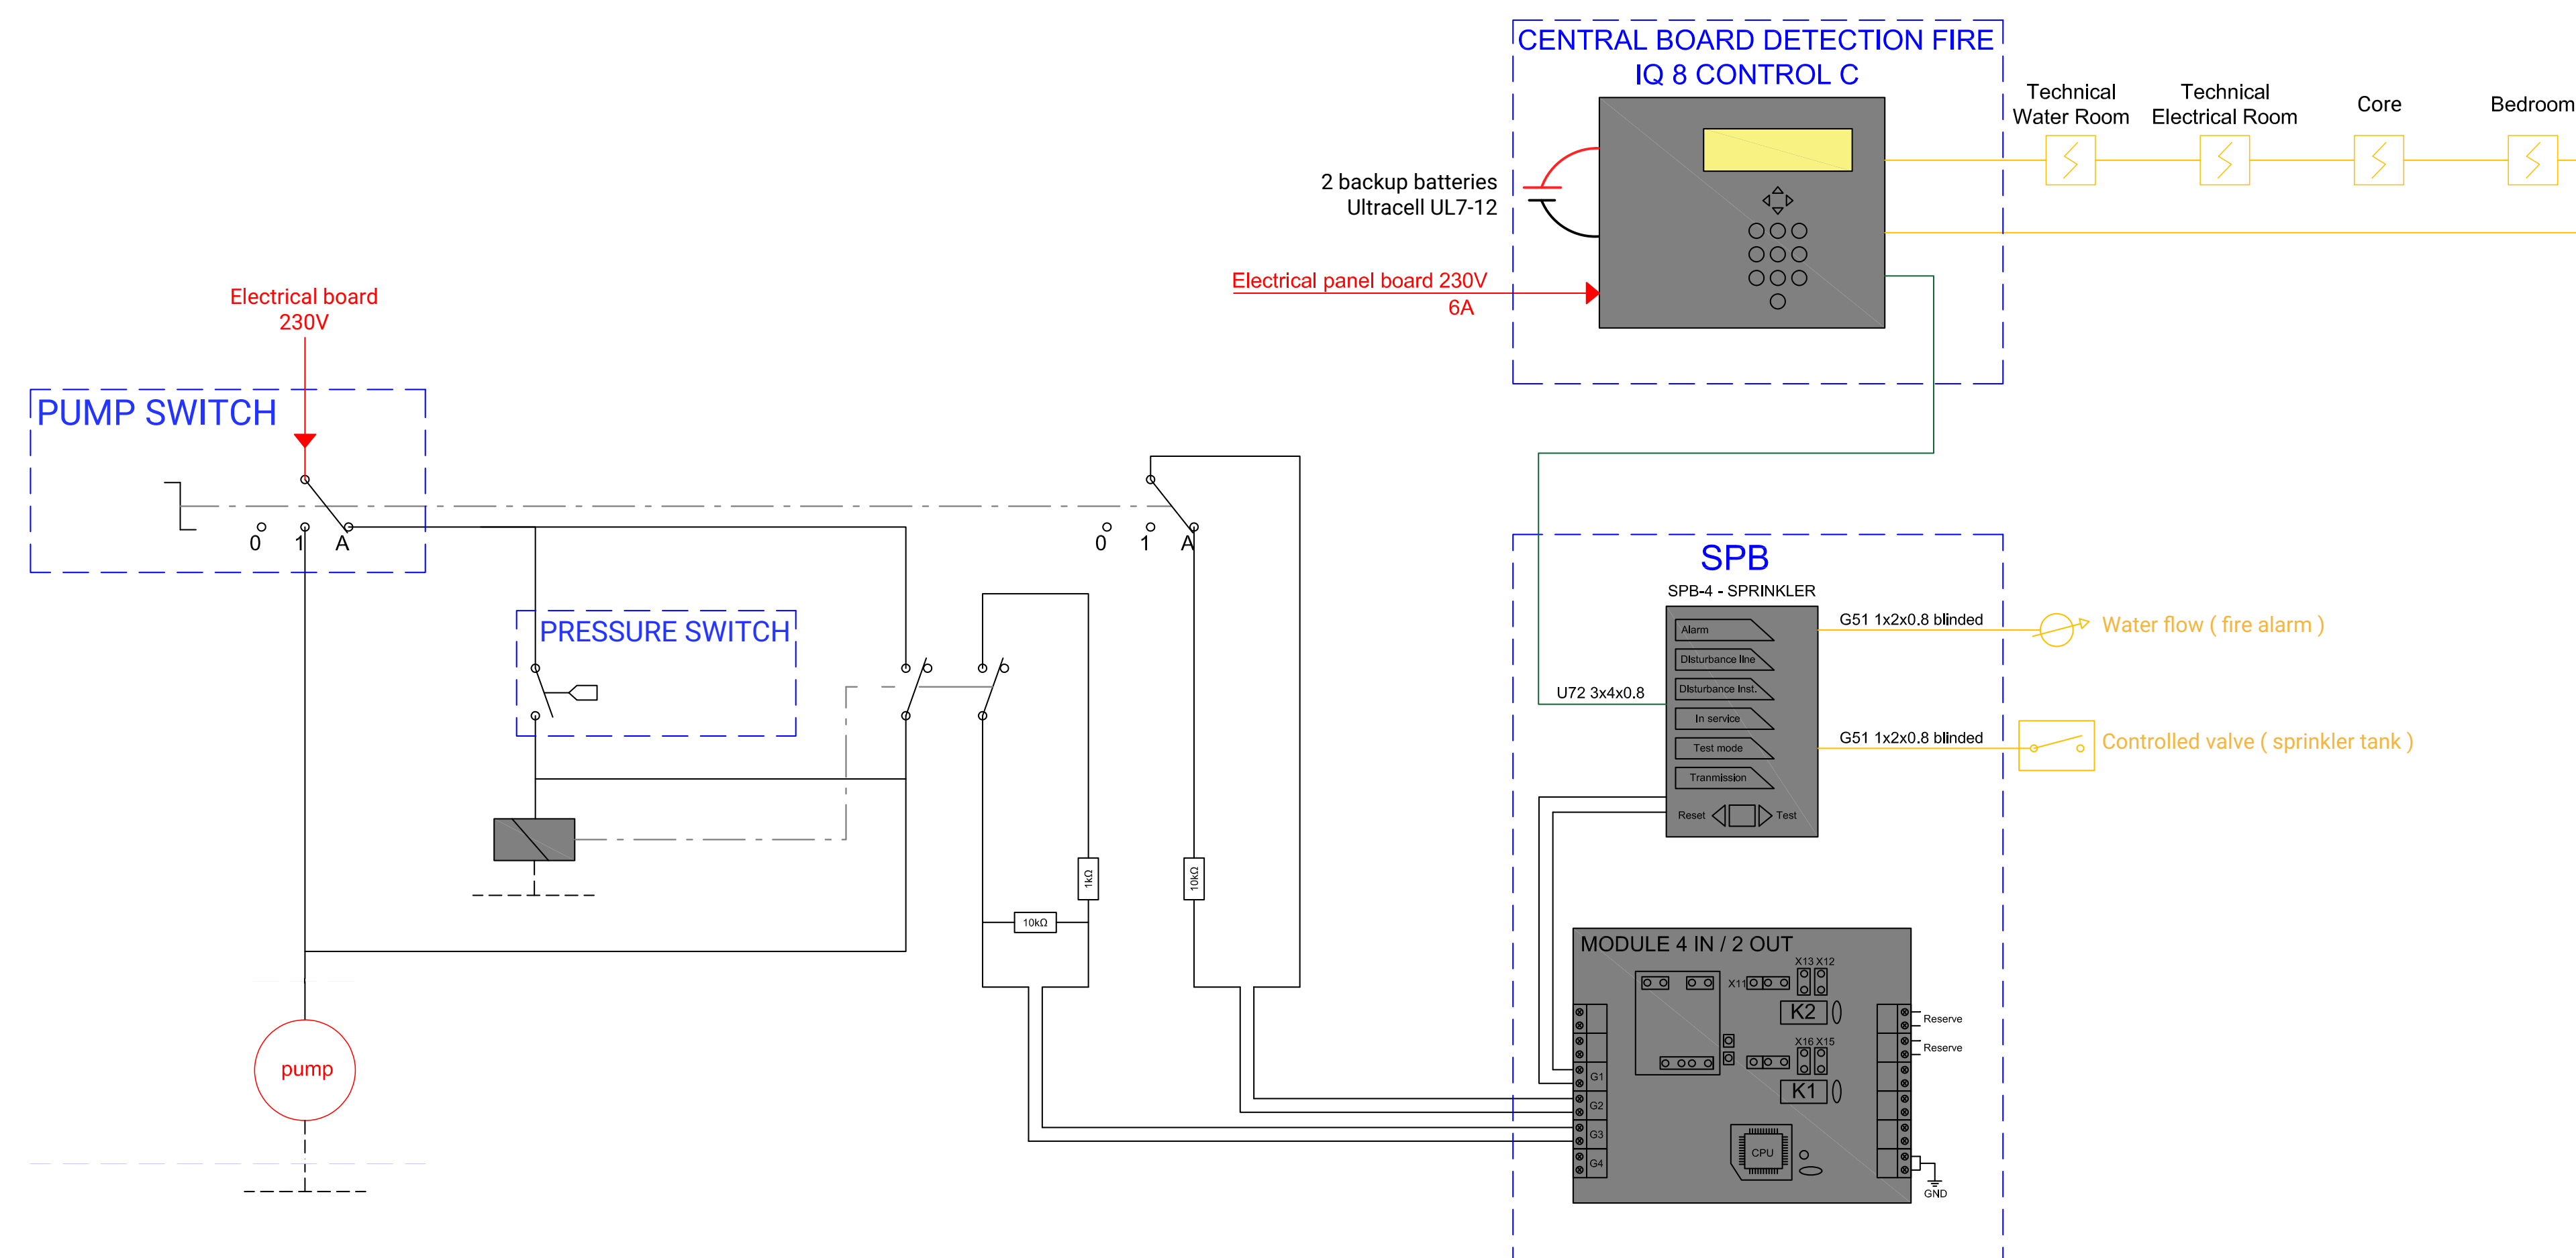 CENTRAL BOARD DETECTION FIRE
IQ 8 CONTROL C
Technical
Water Room
Technical
Electrical Room
Core
Bedroom
2 backup batteries
Ultracell UL7-12
Electrical panel board 230V
6A
Electrical board
230V
PUMP SWITCH
0
1
A
0
1
A
PRESSURE SWITCH
1kΩ
10kΩ
10kΩ
pump
SPB
SPB-4 - SPRINKLER
Alarm
Disturbance line
Disturbance Inst.
In service
Test mode
Tranmission
Reset
Test
U72 3x4x0.8
G51 1x2x0.8 blinded
Water flow ( fire alarm )
G51 1x2x0.8 blinded
Controlled valve ( sprinkler tank )
MODULE 4 IN / 2 OUT
X13 X12
X11
K2
X16 X15
K1
G1
G2
G3
G4
CPU
Reserve
Reserve
GND